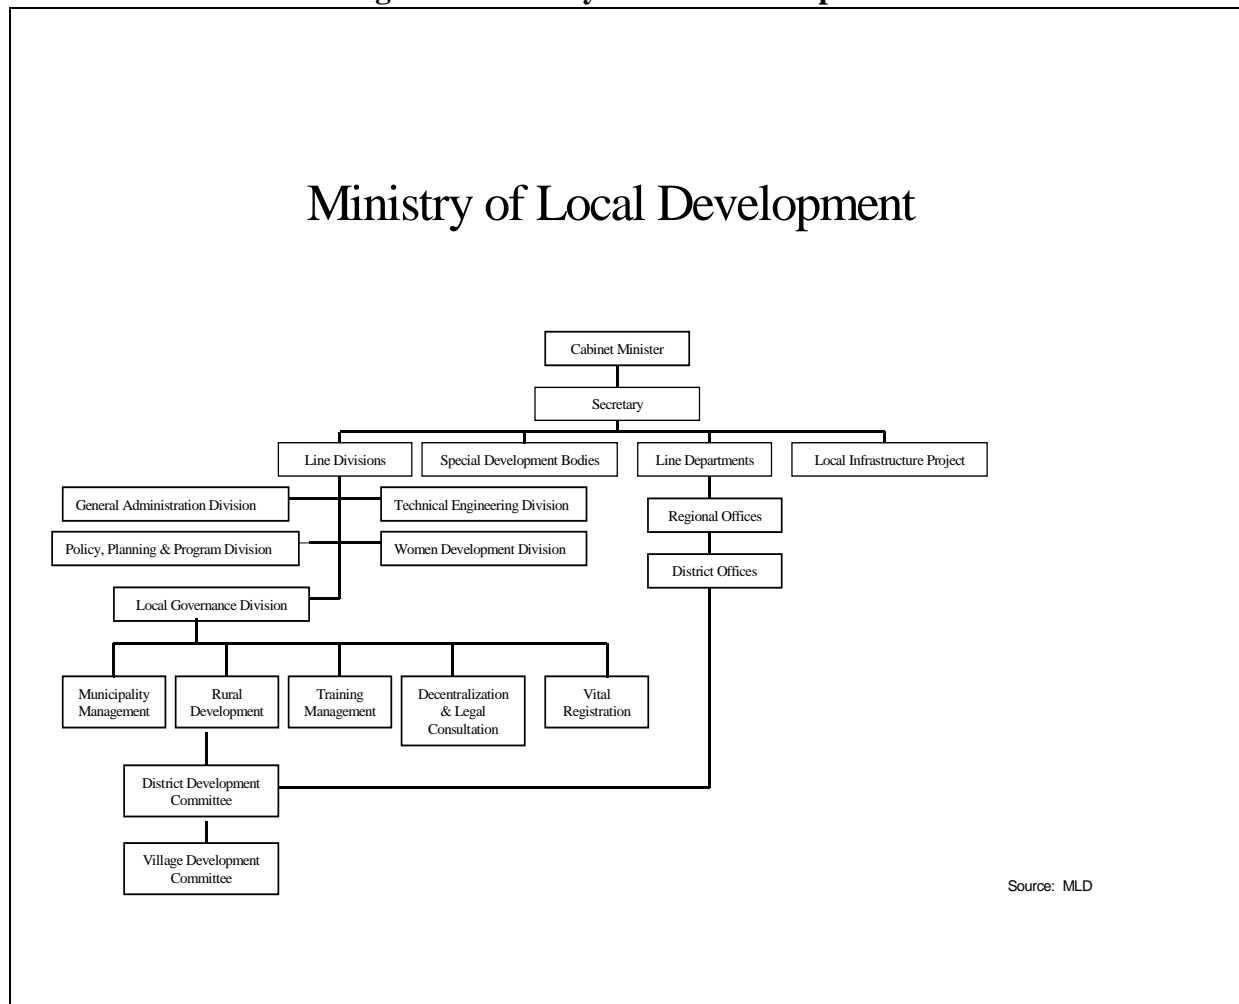 Ministry of Local Development
Cabinet Minister
Secretary
Line Divisions
Special Development Bodies
Line Departments
Local Infrastructure Project
General Administration Division
Technical Engineering Division
Regional Offices
Policy, Planning & Program Division
Women Development Division
District Offices
Local Governance Division
Municipality
Management
Rural
Development
Training
Management
Decentralization
& Legal
Consultation
Vital
Registration
District Development
Committee
Village Development
Committee
Source: MLD